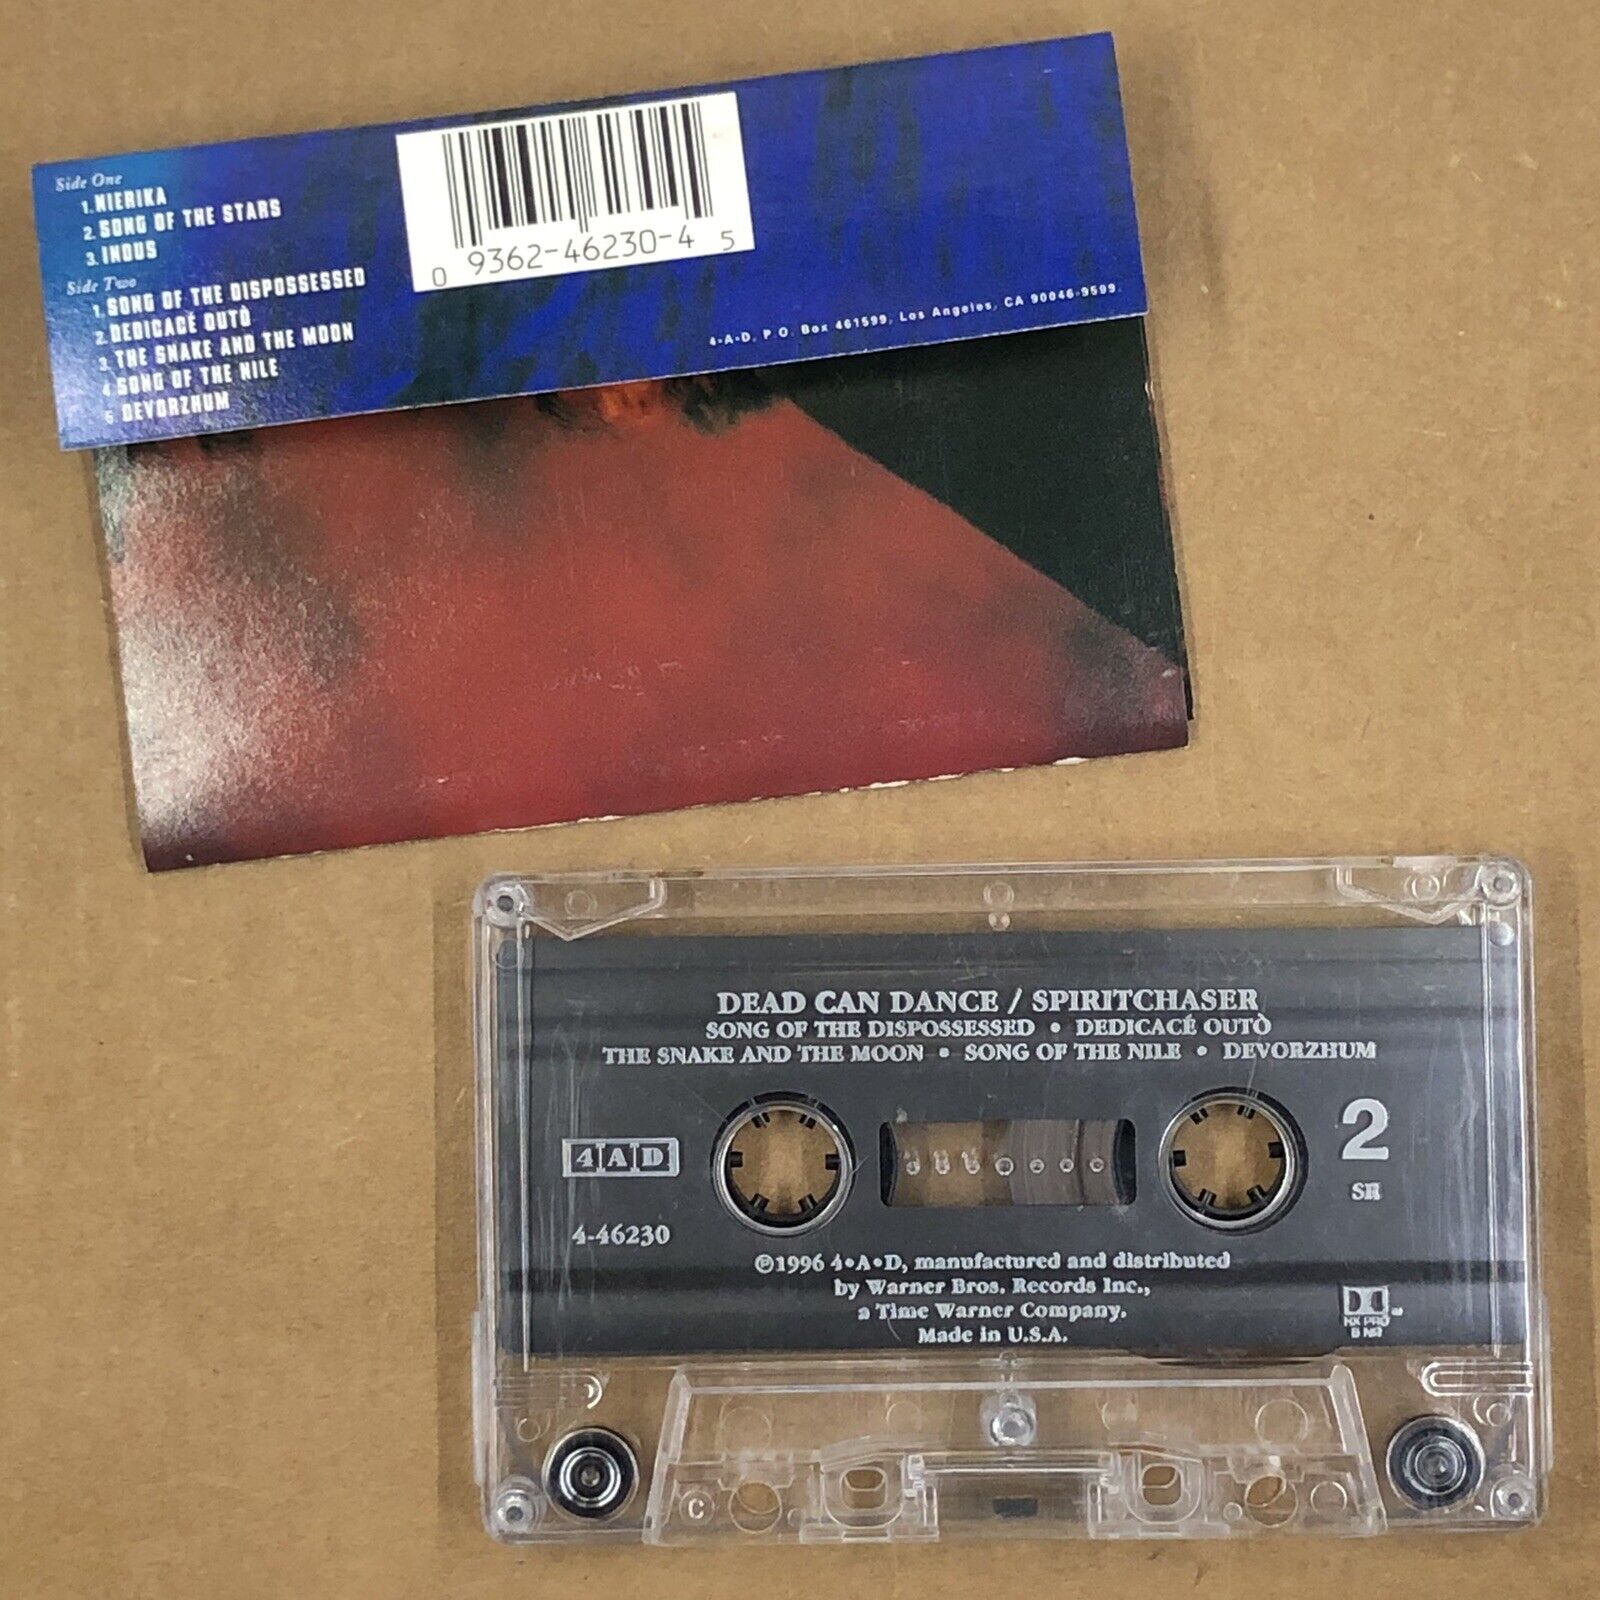 Side One
1. NIERIKA
2. SONG OF THE STARS
3. INDUS
Side Two
1. SONG OF THE DISPOSSESSED
2. DEDICACÉ OUTÒ
3. THE SNAKE AND THE MOON
4 SONG OF THE NILE
5. DEVORZHUM
0 9362-46230-4 5
4-A-D, P.O. Box 461599, Los Angeles, CA 90046-9599.
DEAD CAN DANCE / SPIRITCHASER
SONG OF THE DISPOSSESSED • DEDICACÉ OUTÒ
THE SNAKE AND THE MOON • SONG OF THE NILE • DEVORZHUM
4AD
4-46230
2
SR
℗1996 4•A•D, manufactured and distributed
by Warner Bros. Records Inc.,
a Time Warner Company.
Made in U.S.A.
HX PRO
B NR
C